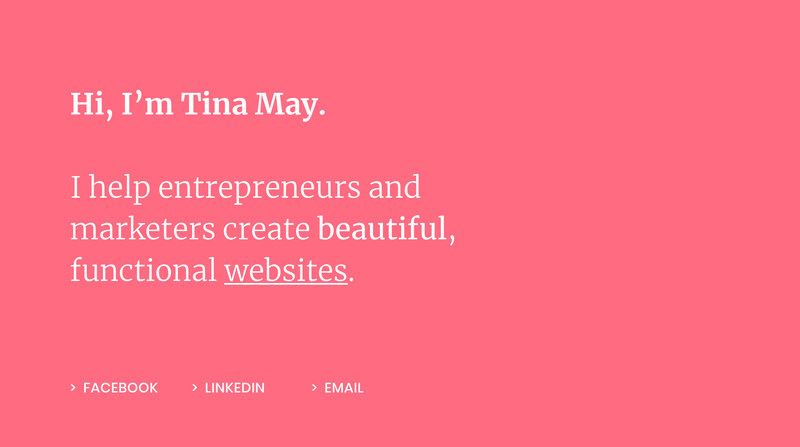 Hi, I’m Tina May.
I help entrepreneurs and
marketers create beautiful,
functional websites.
> FACEBOOK > LINKEDIN > EMAIL